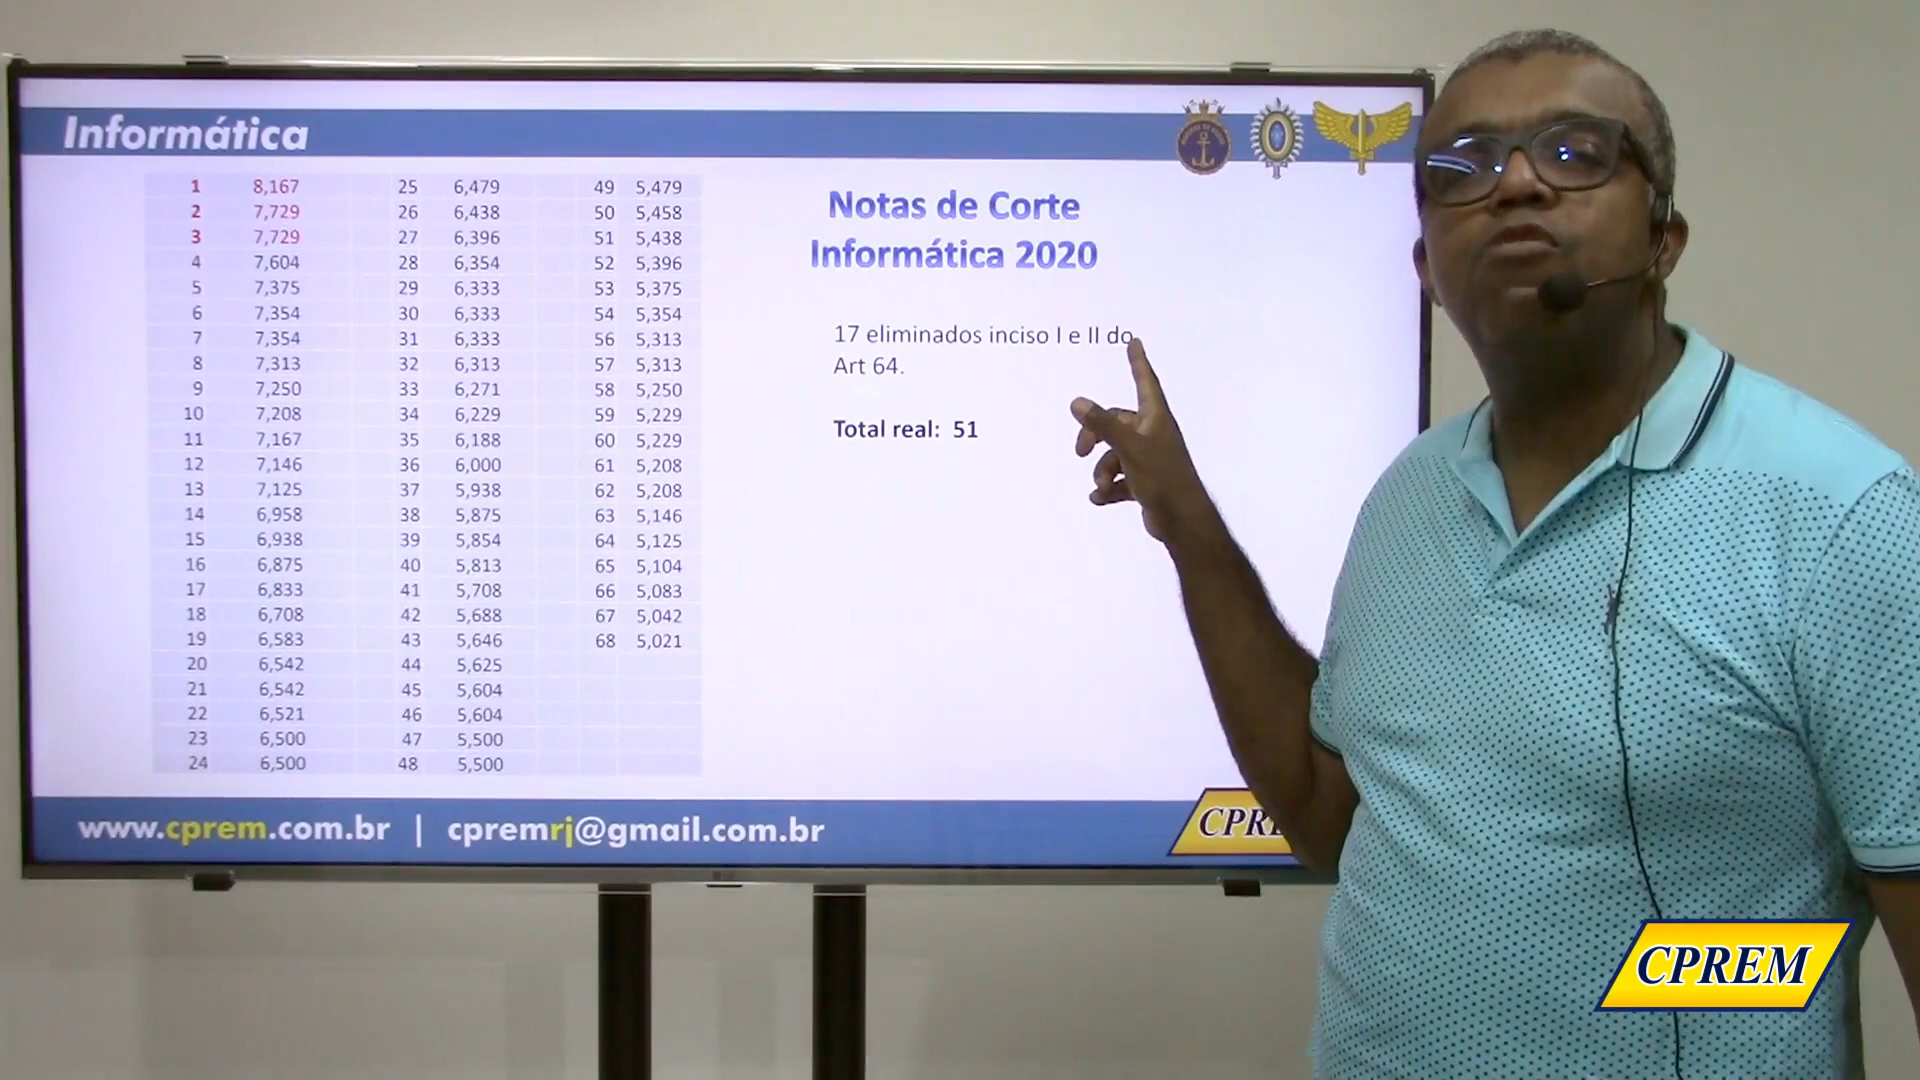 Informática
1 8,167 25 6,479 49 5,479
2 7,729 26 6,438 50 5,458
3 7,729 27 6,396 51 5,438
4 7,604 28 6,354 52 5,396
5 7,375 29 6,333 53 5,375
6 7,354 30 6,333 54 5,354
7 7,354 31 6,333 56 5,313
8 7,313 32 6,313 57 5,313
9 7,250 33 6,271 58 5,250
10 7,208 34 6,229 59 5,229
11 7,167 35 6,188 60 5,229
12 7,146 36 6,000 61 5,208
13 7,125 37 5,938 62 5,208
14 6,958 38 5,875 63 5,146
15 6,938 39 5,854 64 5,125
16 6,875 40 5,813 65 5,104
17 6,833 41 5,708 66 5,083
18 6,708 42 5,688 67 5,042
19 6,583 43 5,646 68 5,021
20 6,542 44 5,625
21 6,542 45 5,604
22 6,521 46 5,604
23 6,500 47 5,500
24 6,500 48 5,500
Notas de Corte
Informática 2020
17 eliminados inciso I e II do
Art 64.
Total real: 51
www.cprem.com.br | cpremrj@gmail.com.br
CPREM